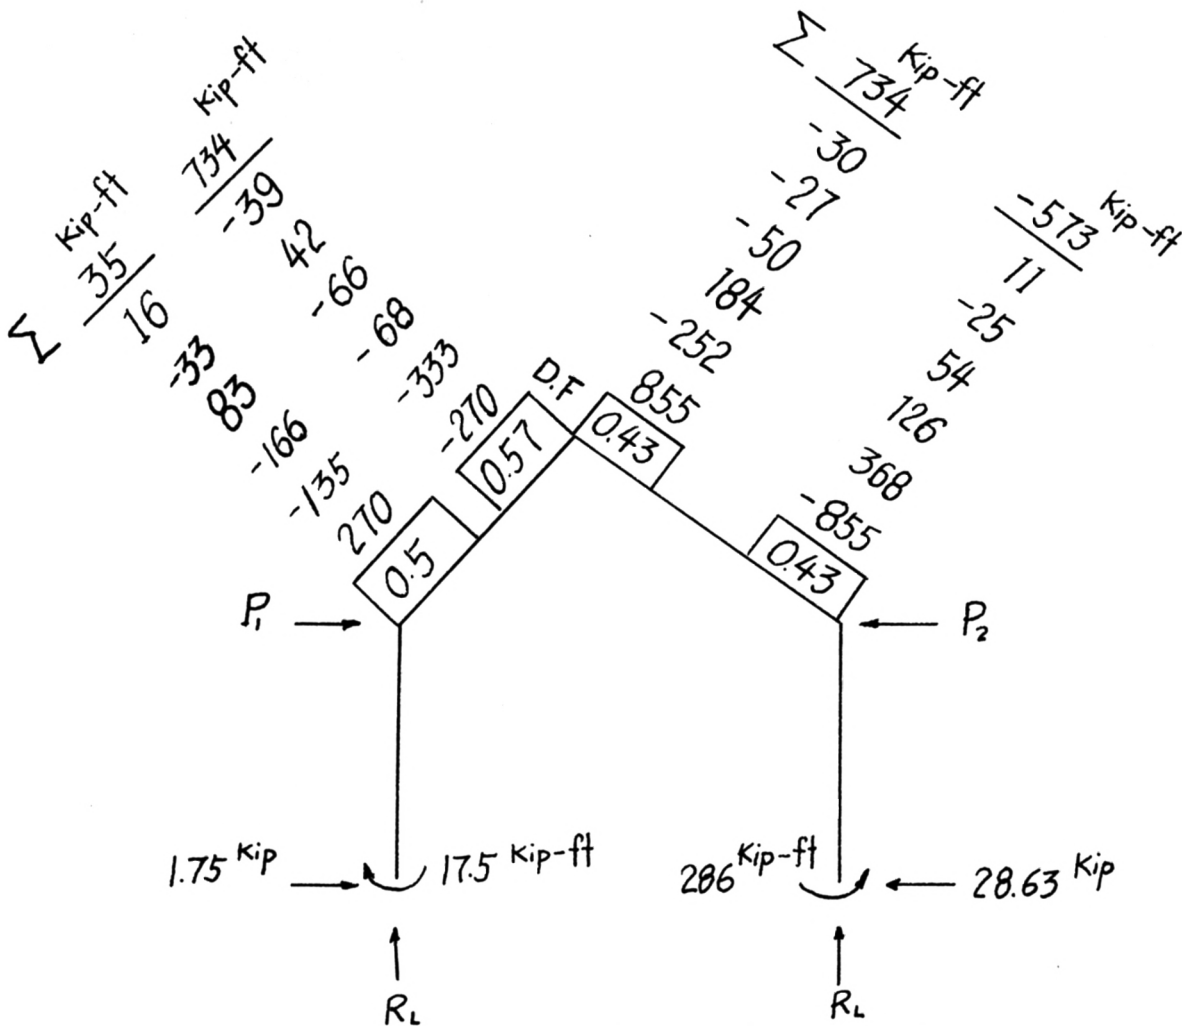 Σ 35 Kip-ft
16
-33
83
-166
-135
270
0.5
734 Kip-ft
-39
42
-66
-68
-333
-270
0.57
D.F
Σ 734 Kip-ft
-30
-27
-50
184
-252
855
0.43
-573 Kip-ft
11
-25
54
126
368
-855
0.43
P₁
P₂
1.75 Kip
17.5 Kip-ft
286 Kip-ft
28.63 Kip
R_L
R_L